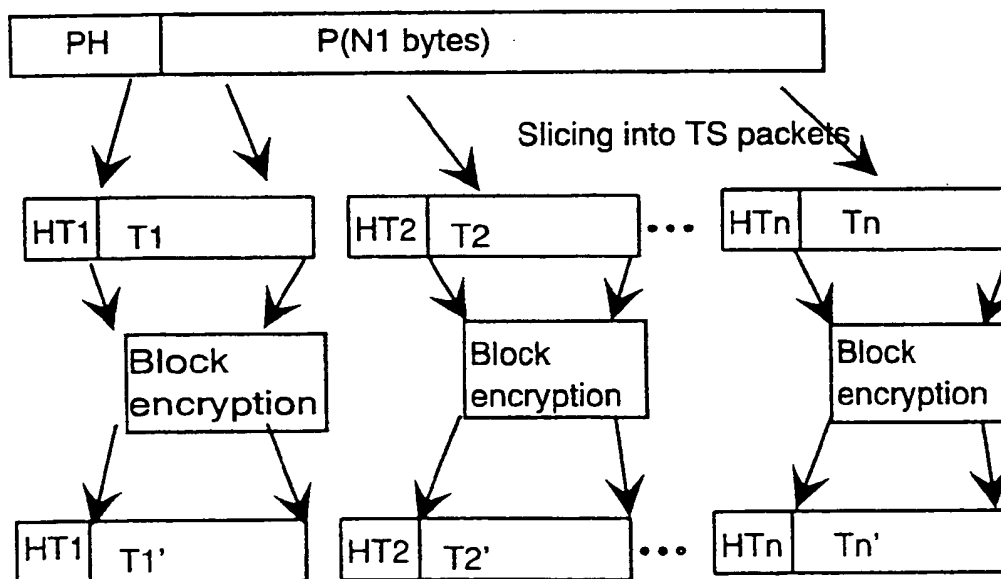 PH P(N1 bytes)
Slicing into TS packets
HT1 T1 HT2 T2 ••• HTn Tn
Block Block Block
encryption encryption encryption
HT1 T1' HT2 T2' ••• HTn Tn'